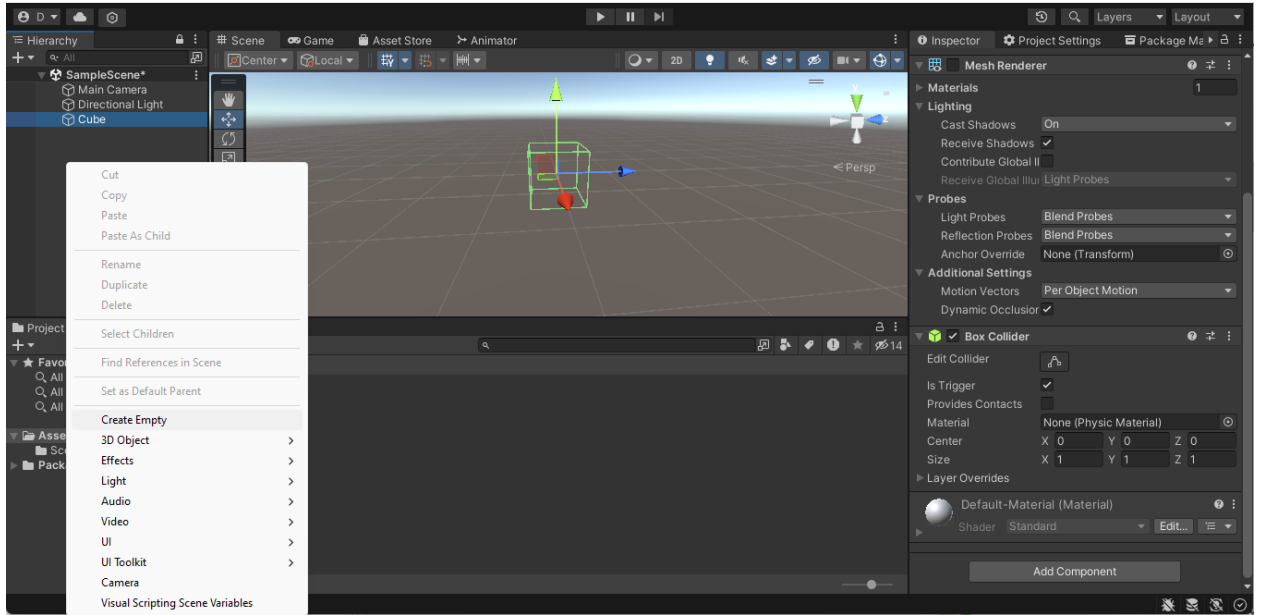 D
Layers
Layout
Hierarchy
Scene
Game
Asset Store
Animator
Inspector
Project Settings
Package Ma
All
Center
Local
2D
SampleScene*
Main Camera
Directional Light
Cube
y
z
Persp
Mesh Renderer
Materials
1
Lighting
Cast Shadows
On
Receive Shadows
Contribute Global Il
Receive Global Illu
Light Probes
Probes
Light Probes
Blend Probes
Reflection Probes
Blend Probes
Anchor Override
None (Transform)
Additional Settings
Motion Vectors
Per Object Motion
Dynamic Occlusion
Box Collider
Edit Collider
Is Trigger
Provides Contacts
Material
None (Physic Material)
Center
X 0
Y 0
Z 0
Size
X 1
Y 1
Z 1
Layer Overrides
Default-Material (Material)
Shader
Standard
Edit...
Add Component
Cut
Copy
Paste
Paste As Child
Rename
Duplicate
Delete
Select Children
Find References in Scene
Set as Default Parent
Create Empty
3D Object
Effects
Light
Audio
Video
UI
UI Toolkit
Camera
Visual Scripting Scene Variables
Project
14
Favo
All
All
All
Asse
Sc
Pack